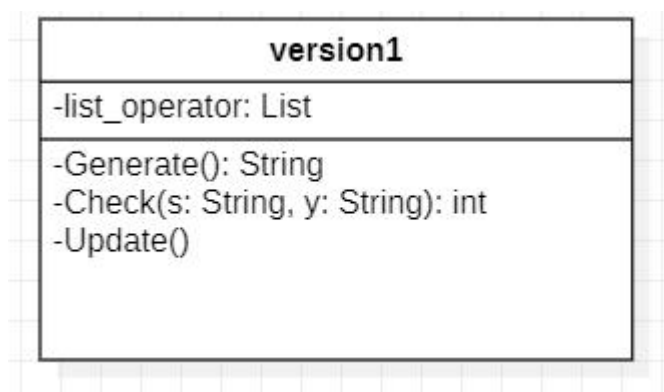 version1
-list_operator: List
-Generate(): String
-Check(s: String, y: String): int
-Update()